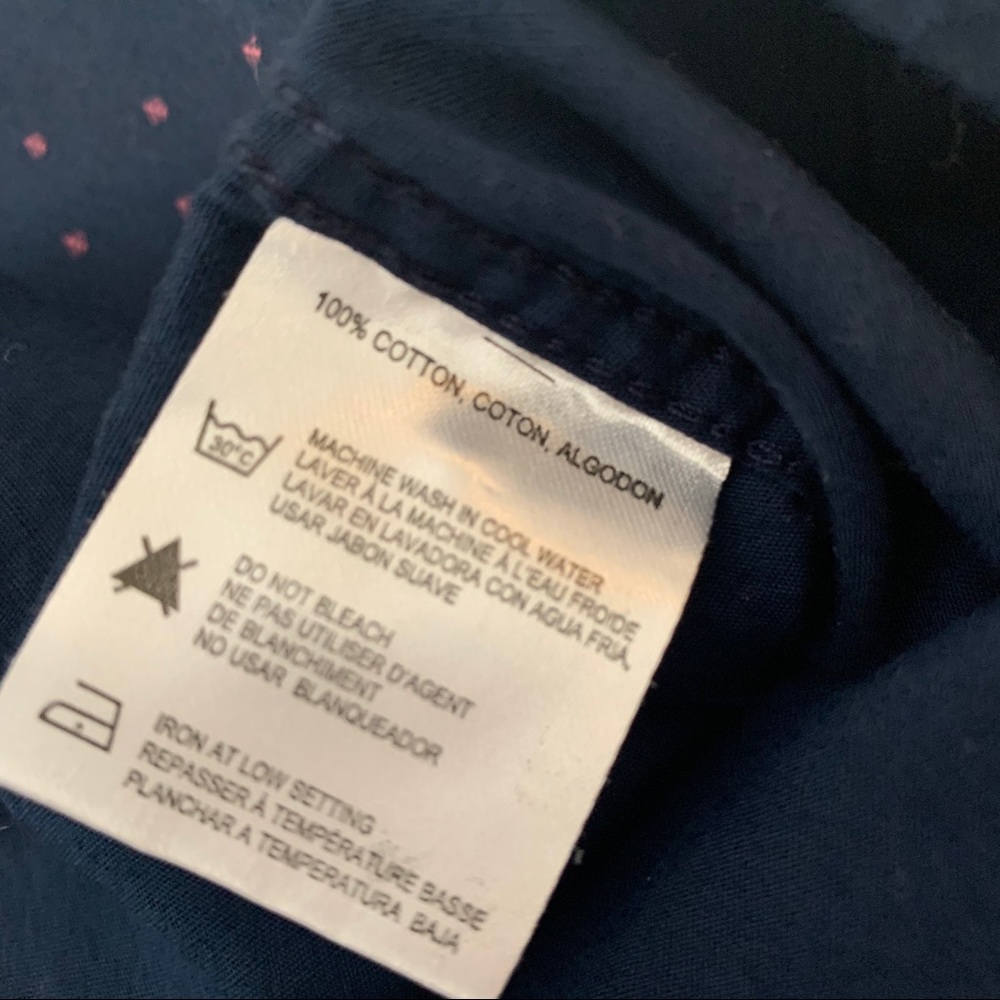 100% COTTON, COTON, ALGODON
30°C
MACHINE WASH IN COOL WATER
LAVER À LA MACHINE À L'EAU FROIDE
LAVAR EN LAVADORA CON AGUA FRIA,
USAR JABON SUAVE
DO NOT BLEACH
NE PAS UTILISER D'AGENT
DE BLANCHIMENT
NO USAR BLANQUEADOR
IRON AT LOW SETTING
REPASSER À TEMPÉRATURE BASSE
PLANCHAR A TEMPERATURA BAJA